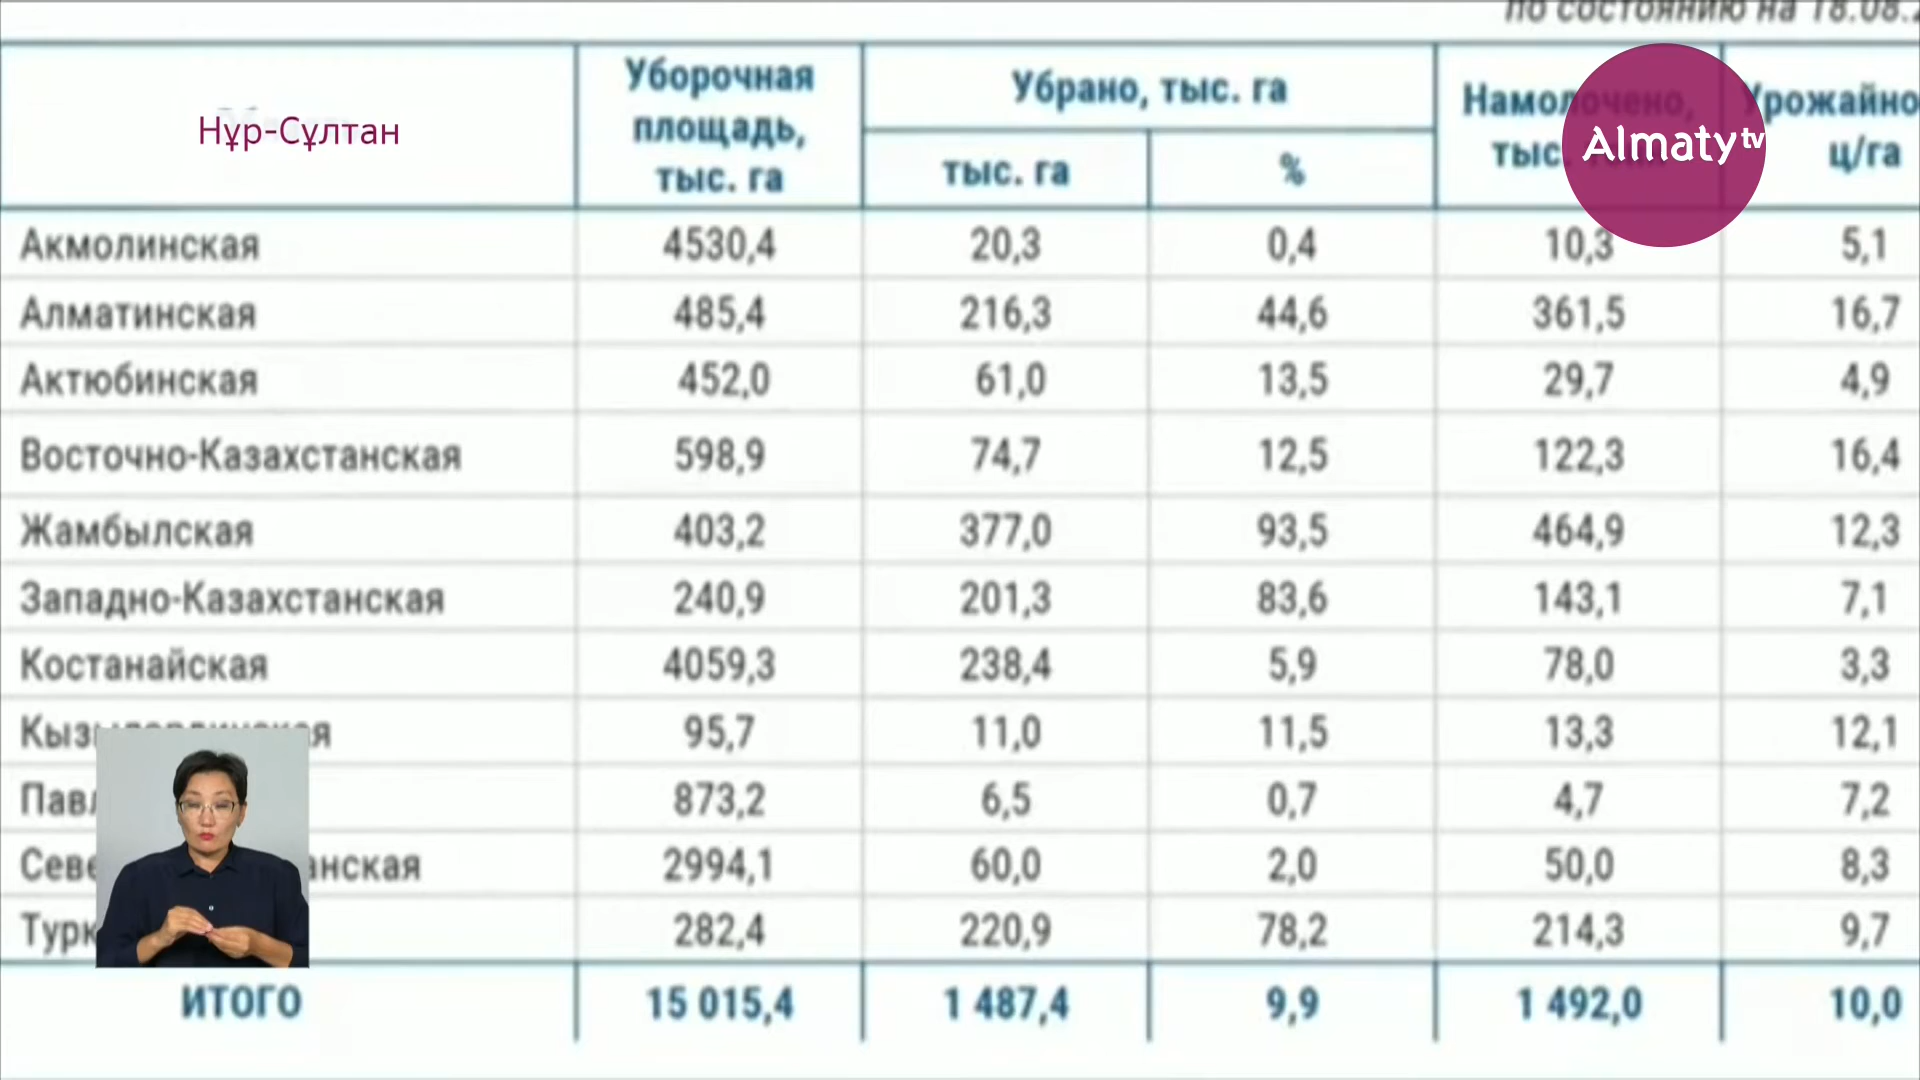 по состоянию на 18.08.
Нұр-Сұлтан
Уборочная площадь, тыс. га
Убрано, тыс. га
тыс. га
%
Намолочено, тыс.
ц/га
Almaty tv
Акмолинская 4530,4 20,3 0,4 10,3 5,1
Алматинская 485,4 216,3 44,6 361,5 16,7
Актюбинская 452,0 61,0 13,5 29,7 4,9
Восточно-Казахстанская 598,9 74,7 12,5 122,3 16,4
Жамбылская 403,2 377,0 93,5 464,9 12,3
Западно-Казахстанская 240,9 201,3 83,6 143,1 7,1
Костанайская 4059,3 238,4 5,9 78,0 3,3
95,7 11,0 11,5 13,3 12,1
873,2 6,5 0,7 4,7 7,2
2994,1 60,0 2,0 50,0 8,3
282,4 220,9 78,2 214,3 9,7
ИТОГО 15 015,4 1 487,4 9,9 1 492,0 10,0